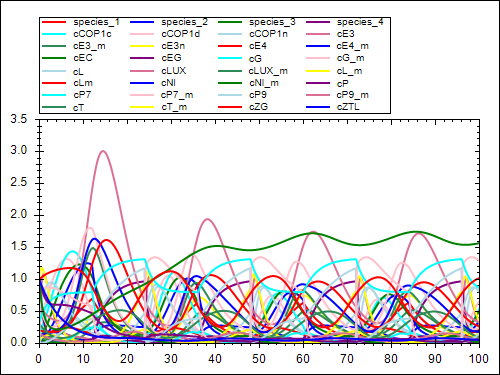 species_1 species_2 species_3 species_4
cCOP1c cCOP1d cCOP1n cE3
cE3_m cE3n cE4 cE4_m
cEC cEG cG cG_m
cL cLUX cLUX_m cL_m
cLm cNI cNI_m cP
cP7 cP7_m cP9 cP9_m
cT cT_m cZG cZTL
3.5
3.0
2.5
2.0
1.5
1.0
0.5
0.0
0 10 20 30 40 50 60 70 80 90 100